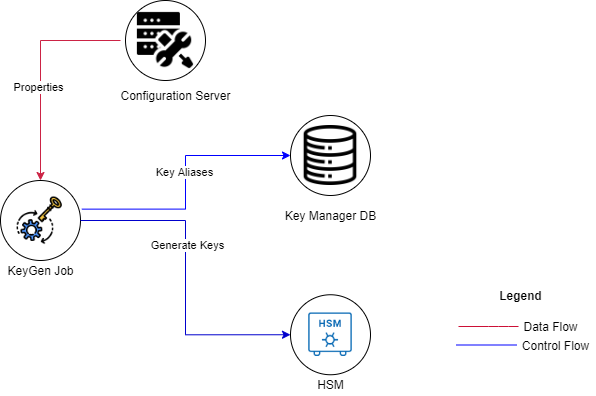 Configuration Server
Properties
Key Aliases
Key Manager DB
Generate Keys
KeyGen Job
HSM
HSM
Legend
Data Flow
Control Flow